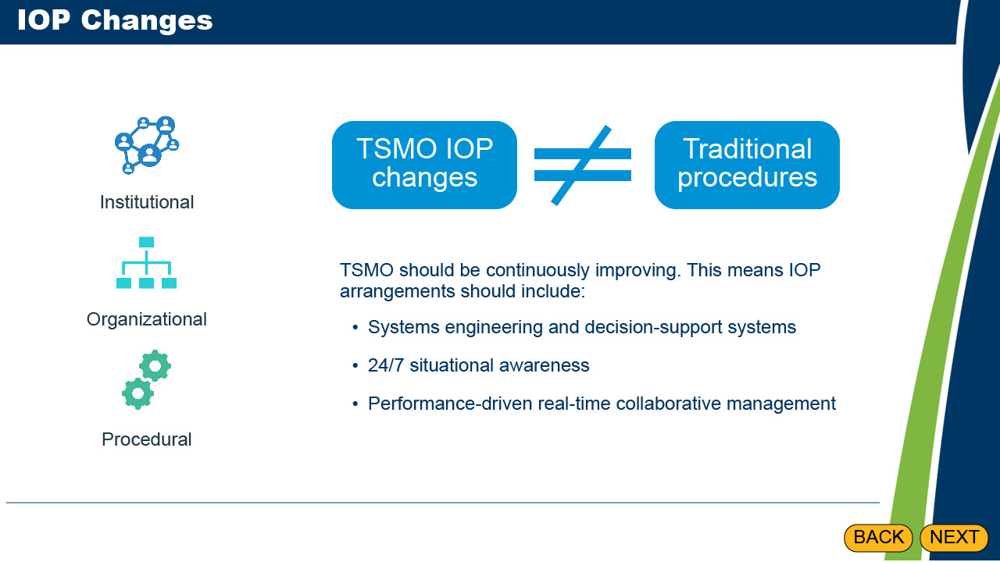 IOP Changes
Institutional
Organizational
Procedural
TSMO IOP
changes
≠
Traditional
procedures
TSMO should be continuously improving. This means IOP
arrangements should include:
• Systems engineering and decision-support systems
• 24/7 situational awareness
• Performance-driven real-time collaborative management
BACK
NEXT